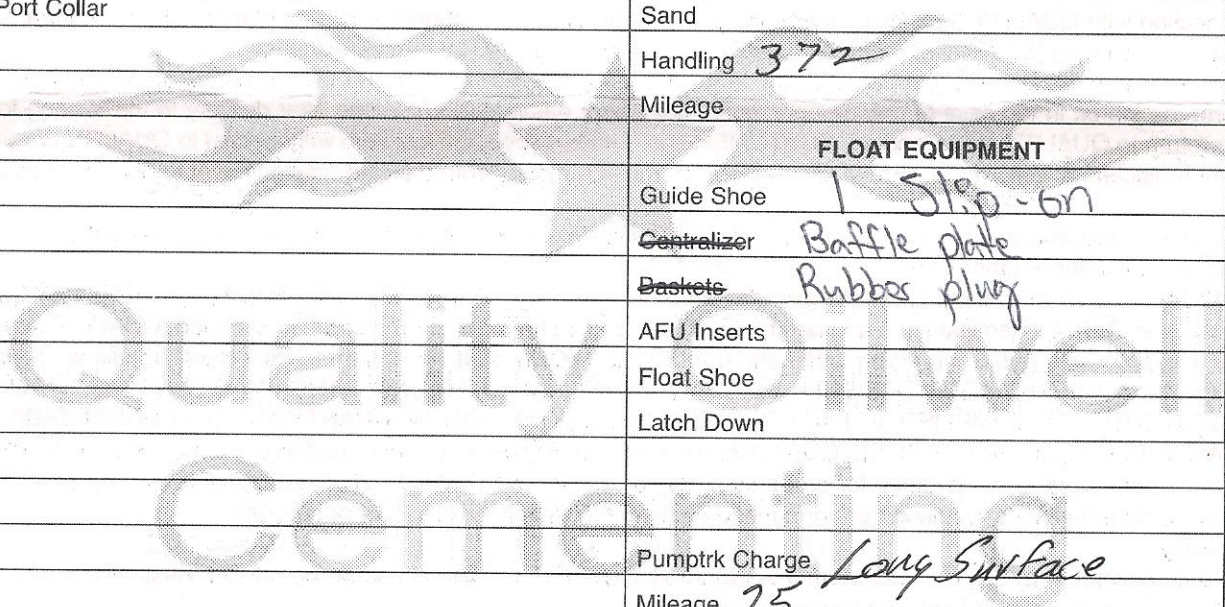 Port Collar
Sand
Handling 372
Mileage
FLOAT EQUIPMENT
Guide Shoe 1 Slip-on
Centralizer Baffle plate
Baskets Rubber plug
AFU Inserts
Float Shoe
Latch Down
Quality Oilwell
Cementing
Pumptrk Charge Long Surface
Mileage 25